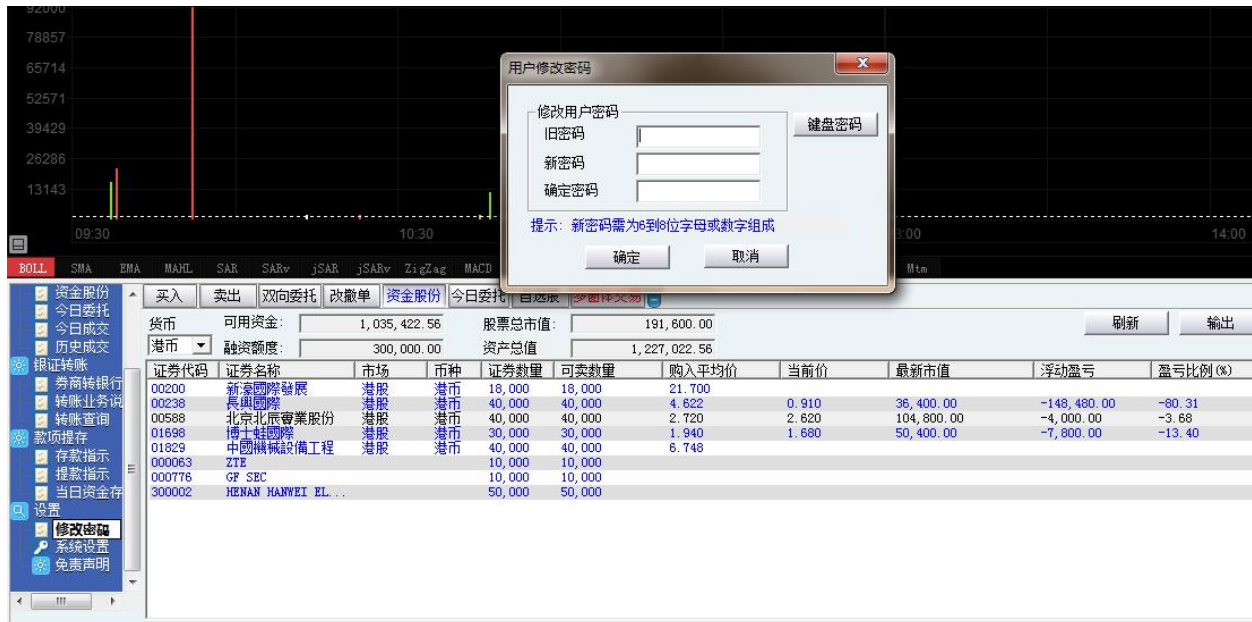 92000
78857
65714
52571
39429
26286
13143
09:30
10:30
14:00
用户修改密码
修改用户密码
旧密码
新密码
确定密码
键盘密码
提示: 新密码需为6到8位字母或数字组成
确定
取消
BOLL SMA EMA MAHL SAR SARv jSAR jSARv ZigZag MACD Mtm
资金股份
今日委托
今日成交
历史成交
银证转账
券商转银行
转账业务说
转账查询
款项提存
存款指示
提款指示
当日资金存
设置
修改密码
系统设置
免责声明
买入 卖出 双向委托 改撤单 资金股份 今日委托 自选股 多窗体交易
货币 可用资金: 1,035,422.56 股票总市值: 191,600.00 刷新 输出
港币 融资额度: 300,000.00 资产总值 1,227,022.56
证券代码 证券名称 市场 币种 证券数量 可卖数量 购入平均价 当前价 最新市值 浮动盈亏 盈亏比例(%)
00200 新濠國際發展 港股 港币 18,000 18,000 21.700
00238 長興國際 港股 港币 40,000 40,000 4.622 0.910 36,400.00 -148,480.00 -80.31
00588 北京北辰實業股份 港股 港币 40,000 40,000 2.720 2.620 104,800.00 -4,000.00 -3.68
01698 博士蛙國際 港股 港币 30,000 30,000 1.940 1.680 50,400.00 -7,800.00 -13.40
01829 中國機械設備工程 港股 港币 40,000 40,000 6.748
000063 ZTE 10,000 10,000
000776 GF SEC 10,000 10,000
300002 HENAN HANWEI EL... 50,000 50,000